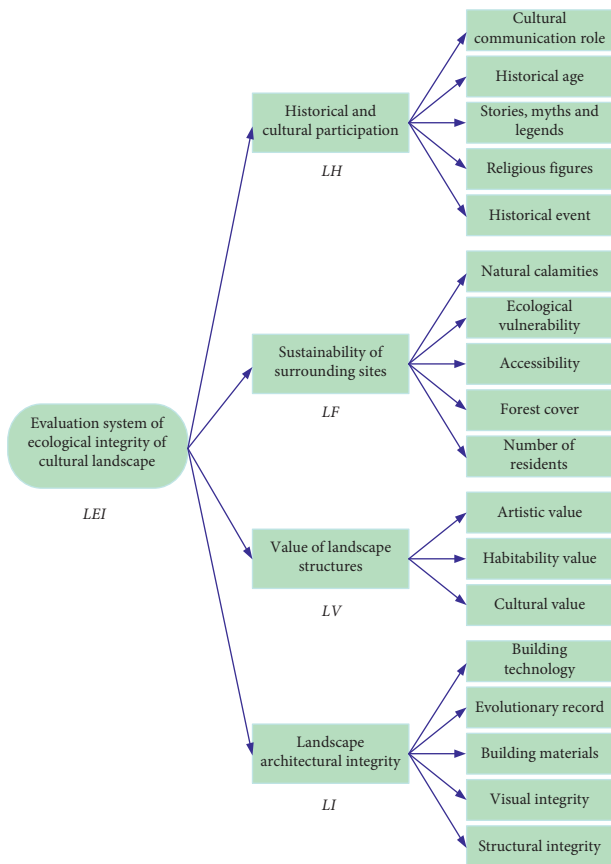 Evaluation system of
ecological integrity of
cultural landscape
LEI
Historical and
cultural participation
LH
Cultural
communication role
Historical age
Stories, myths and
legends
Religious figures
Historical event
Sustainability of
surrounding sites
LF
Natural calamities
Ecological
vulnerability
Accessibility
Forest cover
Number of
residents
Value of landscape
structures
LV
Artistic value
Habitability value
Cultural value
Landscape
architectural integrity
LI
Building
technology
Evolutionary record
Building materials
Visual integrity
Structural integrity